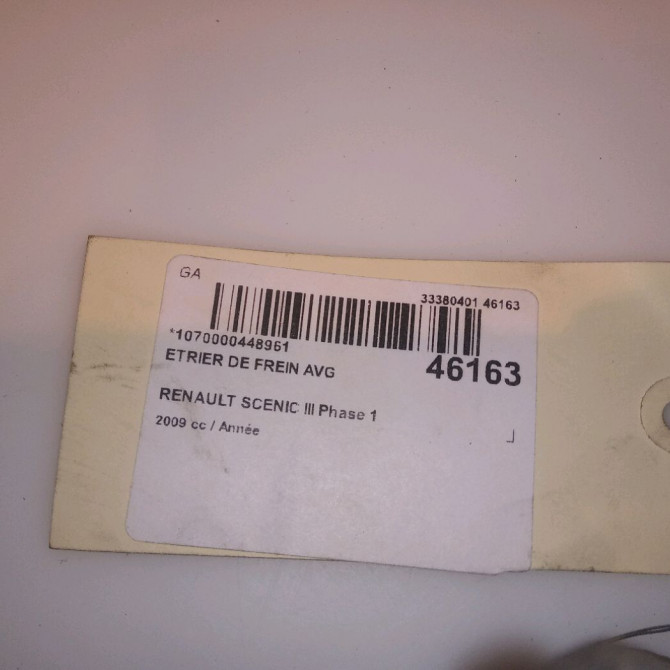 GA
33380401 46163
*1070000448961
ETRIER DE FREIN AVG
46163
RENAULT SCENIC III Phase 1
2009 cc / Année